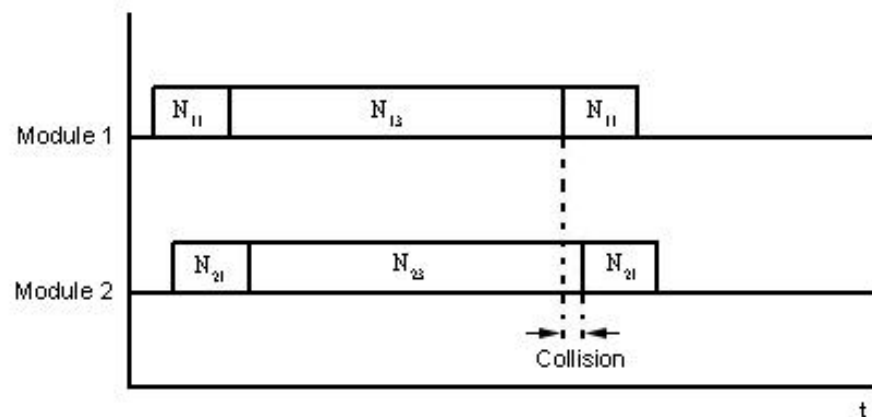 Module 1
N₁₁
N₁₃
N₁₁
Module 2
N₂₁
N₂₃
N₂₁
Collision
t